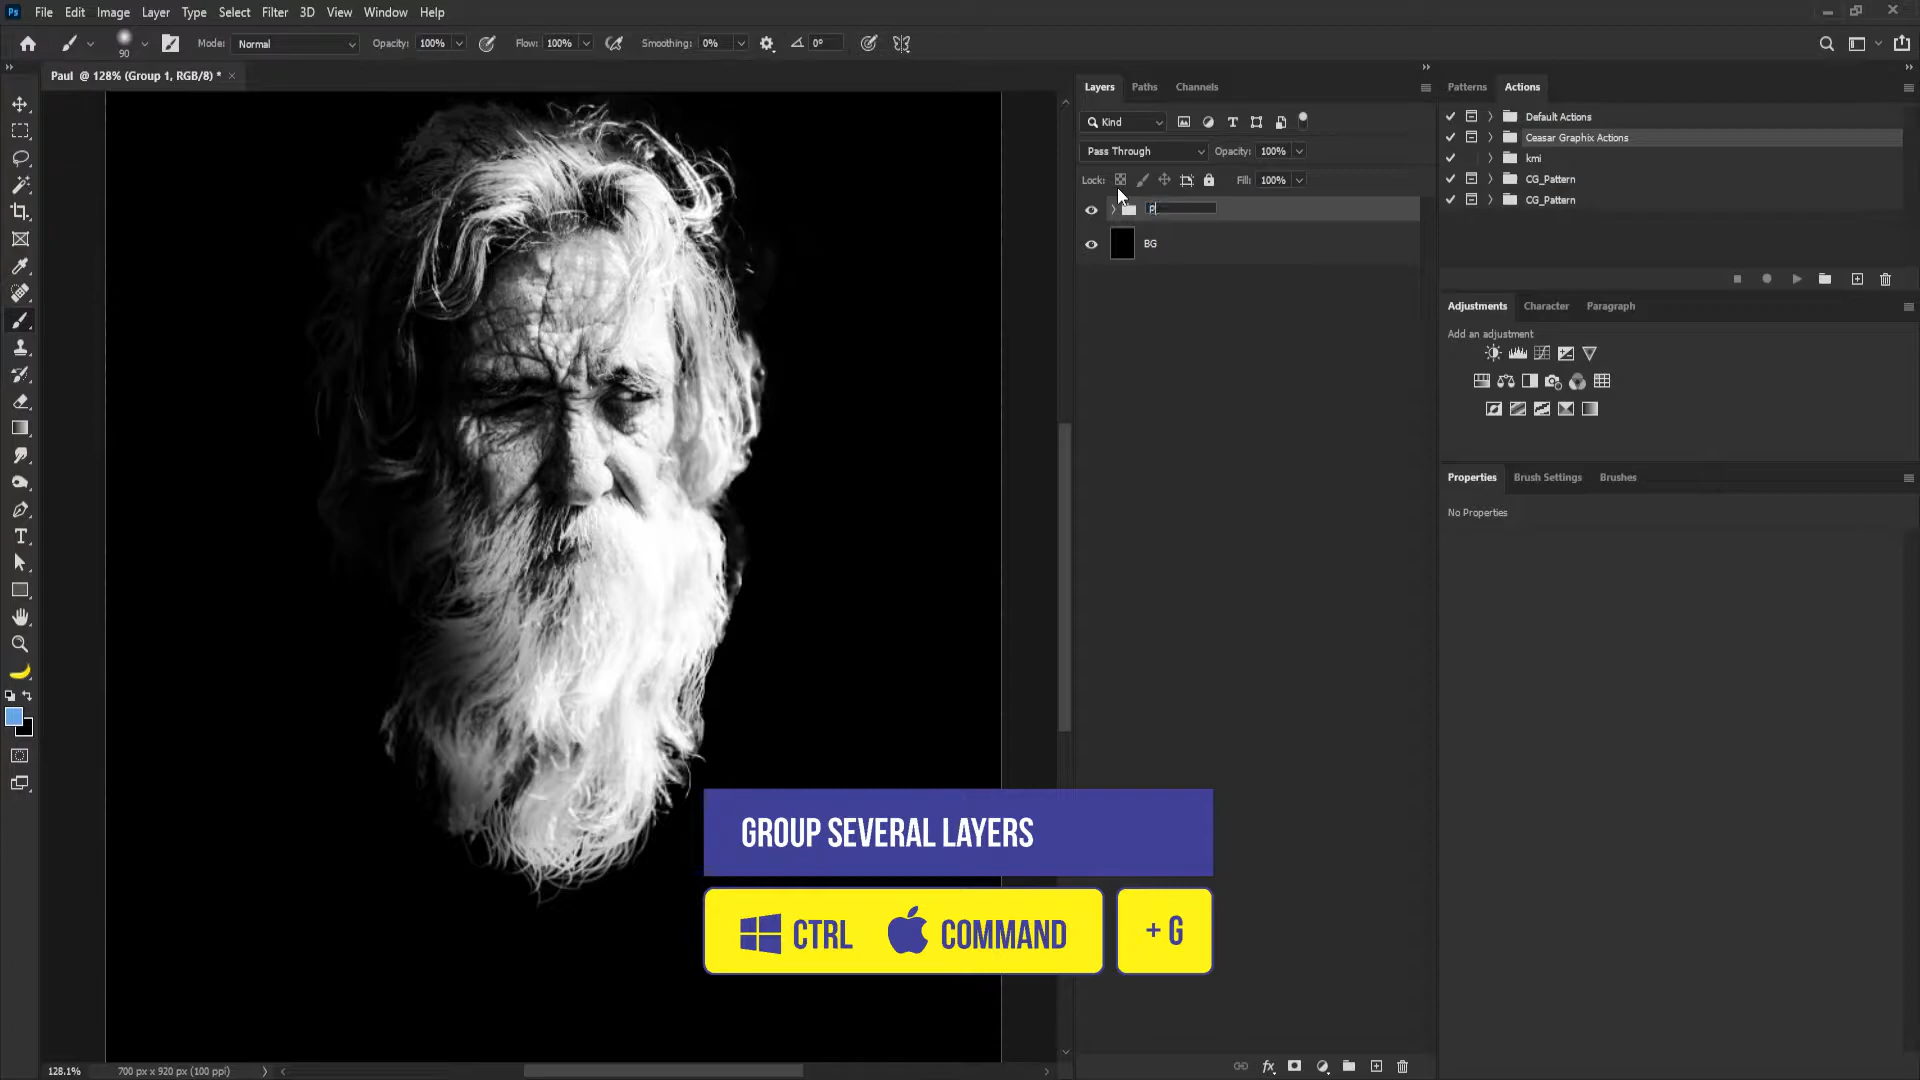 Ps File Edit Image Layer Type Select Filter 3D View Window Help
90 Mode: Normal Opacity: 100% Flow: 100% Smoothing: 0% 0°
Paul @ 128% (Group 1, RGB/8) *
Layers Paths Channels
Kind
Pass Through Opacity: 100%
Lock: Fill: 100%
p
BG
Patterns Actions
Default Actions
Ceasar Graphix Actions
kmi
CG_Pattern
CG_Pattern
Adjustments Character Paragraph
Add an adjustment
Properties Brush Settings Brushes
No Properties
GROUP SEVERAL LAYERS
CTRL COMMAND + G
128.1% 700 px x 920 px (100 ppi)